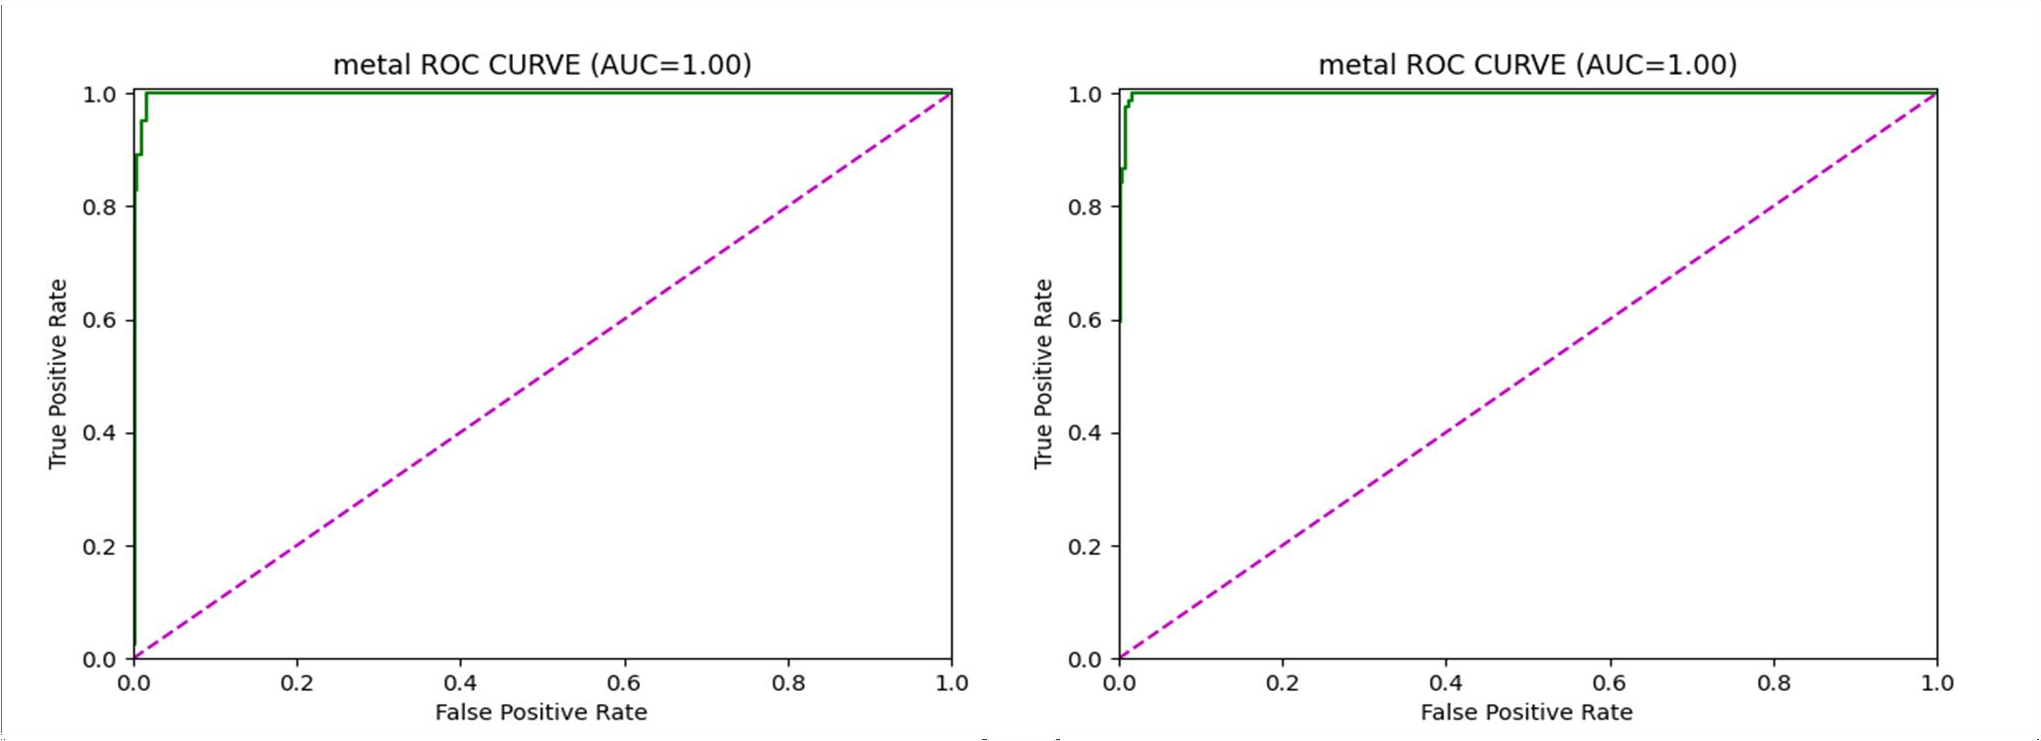 metal ROC CURVE (AUC=1.00)
1.0
0.8
0.6
0.4
0.2
0.0
True Positive Rate
0.0 0.2 0.4 0.6 0.8 1.0
False Positive Rate
metal ROC CURVE (AUC=1.00)
1.0
0.8
0.6
0.4
0.2
0.0
True Positive Rate
0.0 0.2 0.4 0.6 0.8 1.0
False Positive Rate